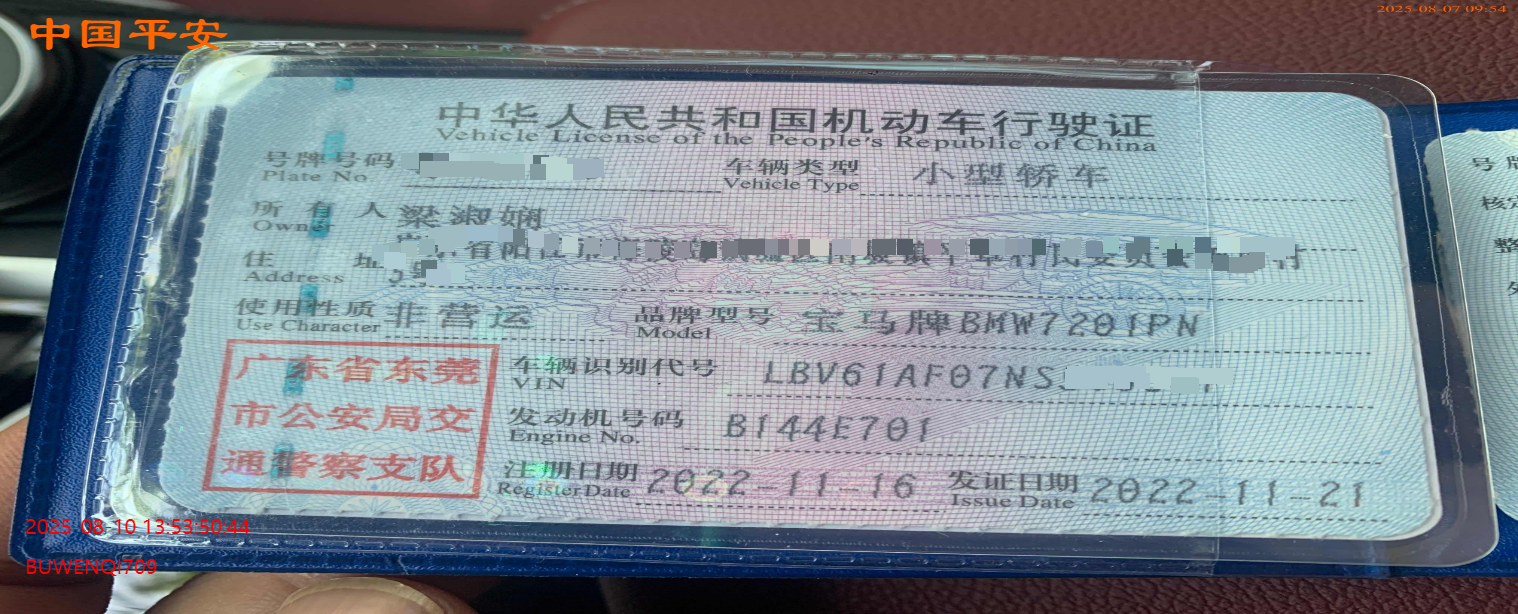 中国平安
2025-08-07 09:54
中华人民共和国机动车行驶证
Vehicle License of the People's Republic of China
号牌号码 车辆类型 小型轿车
Plate No Vehicle Type
所有人 梁淑娴
Owner
住址
Address
使用性质 非营运 品牌型号 宝马牌BMW7201PN
Use Character Model
广东省东莞
市公安局交
通警察支队
车辆识别代号 LBV61AF07NS
VIN
发动机号码 B144E701
Engine No.
注册日期 2022-11-16 发证日期 2022-11-21
Register Date Issue Date
2025-08-10 13:53:50:44
BUWENQI709
号牌
核定
整